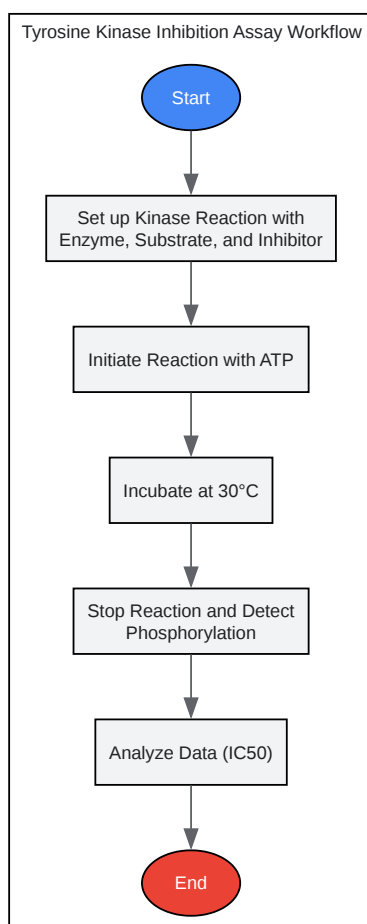 Tyrosine Kinase Inhibition Assay Workflow
Start
Set up Kinase Reaction with
Enzyme, Substrate, and Inhibitor
Initiate Reaction with ATP
Incubate at 30°C
Stop Reaction and Detect
Phosphorylation
Analyze Data (IC50)
End